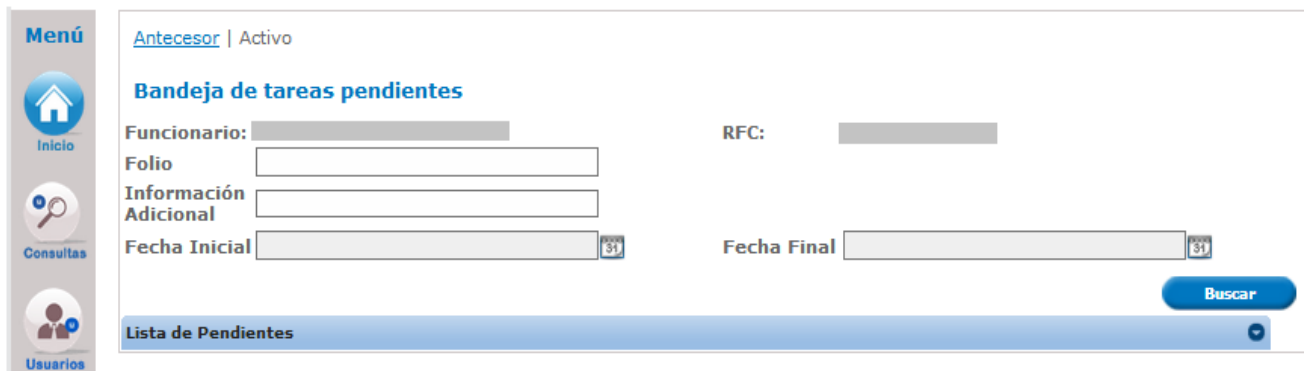 Menú
Inicio
Consultas
Usuarios
Antecesor | Activo
Bandeja de tareas pendientes
Funcionario:
RFC:
Folio
Información
Adicional
Fecha Inicial 31
Fecha Final 31
Buscar
Lista de Pendientes